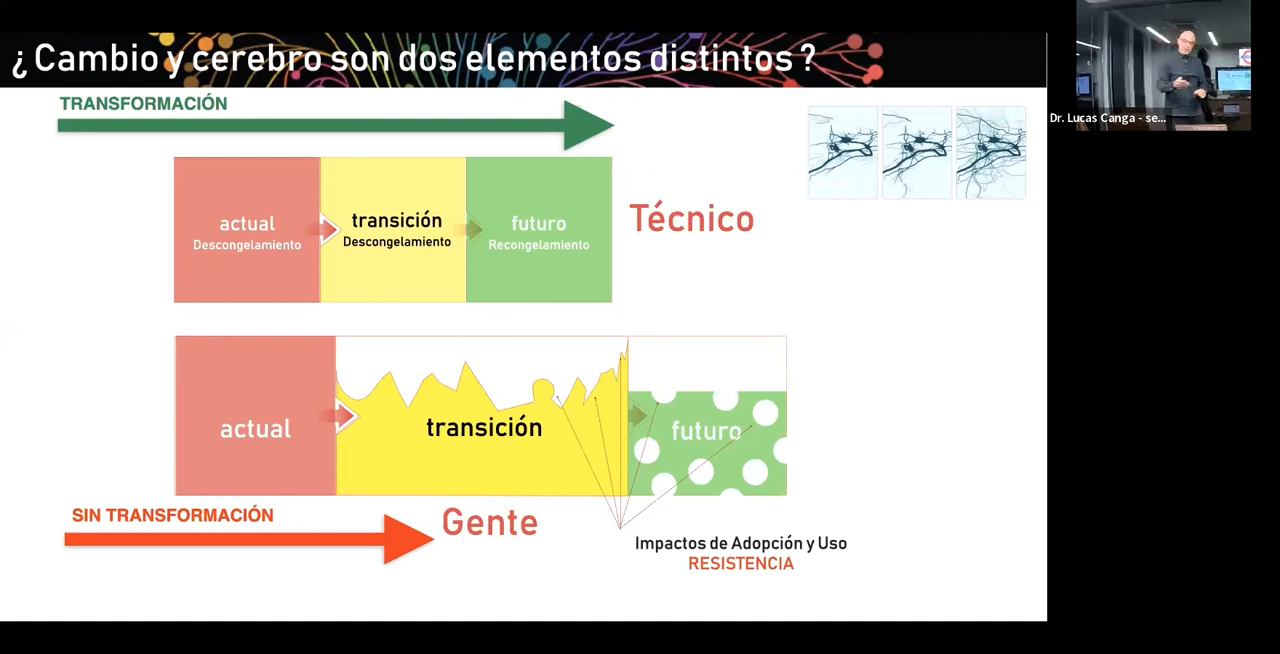 ¿Cambio y cerebro son dos elementos distintos?
TRANSFORMACIÓN
Dr. Lucas Canga - se...
actual
Descongelamiento
transición
Descongelamiento
futuro
Recongelamiento
Técnico
actual
transición
futuro
SIN TRANSFORMACIÓN
Gente
Impactos de Adopción y Uso
RESISTENCIA